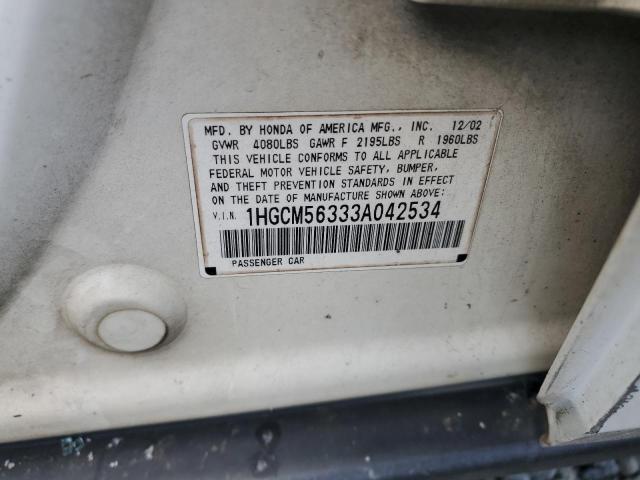 MFD. BY HONDA OF AMERICA MFG., INC. 12/02
GVWR 4080LBS GAWR F 2195LBS R 1960LBS
THIS VEHICLE CONFORMS TO ALL APPLICABLE
FEDERAL MOTOR VEHICLE SAFETY, BUMPER,
AND THEFT PREVENTION STANDARDS IN EFFECT
ON THE DATE OF MANUFACTURE SHOWN ABOVE:
V.I.N. 1HGCM56333A042534
PASSENGER CAR